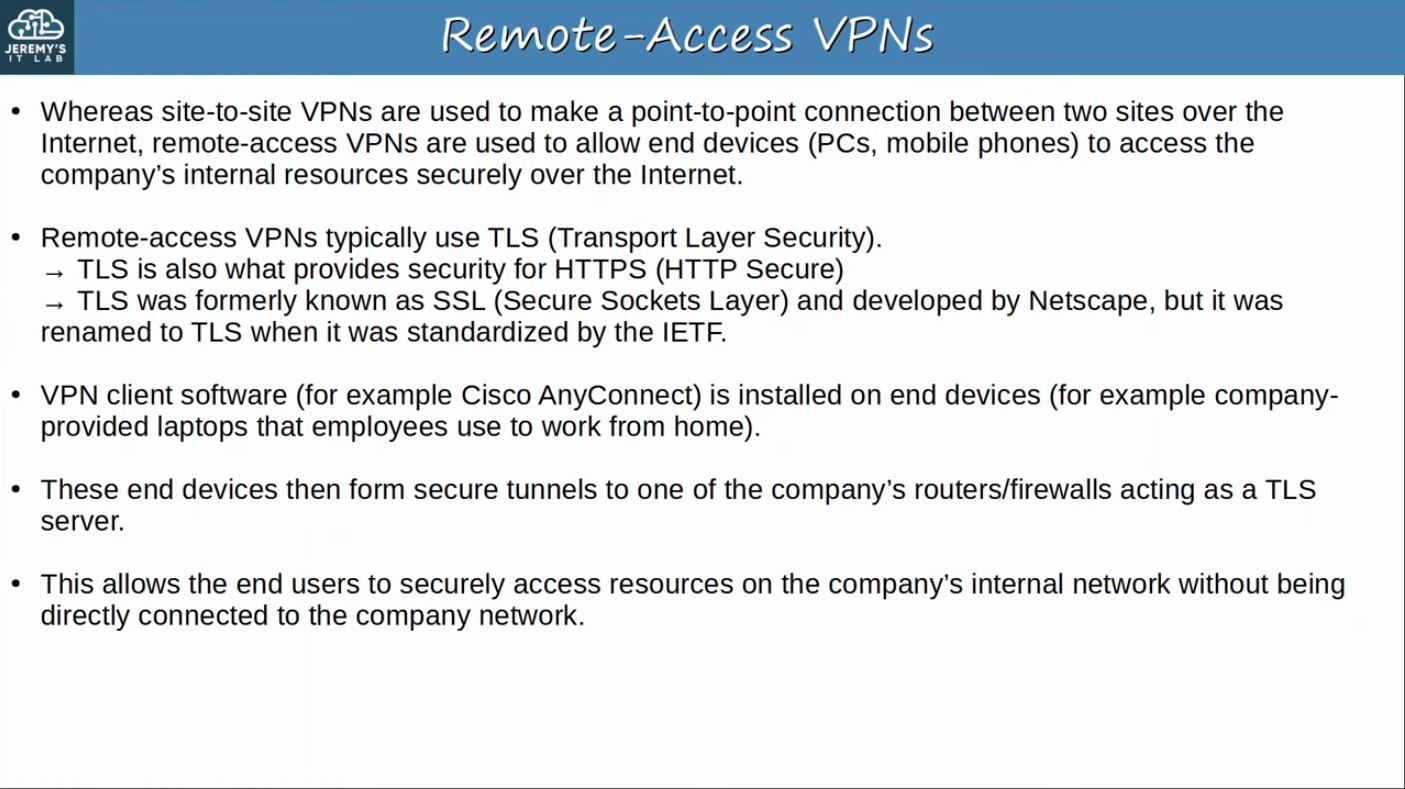 JEREMY'S
IT LAB
Remote-Access VPNs
• Whereas site-to-site VPNs are used to make a point-to-point connection between two sites over the
Internet, remote-access VPNs are used to allow end devices (PCs, mobile phones) to access the
company’s internal resources securely over the Internet.
• Remote-access VPNs typically use TLS (Transport Layer Security).
→ TLS is also what provides security for HTTPS (HTTP Secure)
→ TLS was formerly known as SSL (Secure Sockets Layer) and developed by Netscape, but it was
renamed to TLS when it was standardized by the IETF.
• VPN client software (for example Cisco AnyConnect) is installed on end devices (for example company-
provided laptops that employees use to work from home).
• These end devices then form secure tunnels to one of the company’s routers/firewalls acting as a TLS
server.
• This allows the end users to securely access resources on the company’s internal network without being
directly connected to the company network.